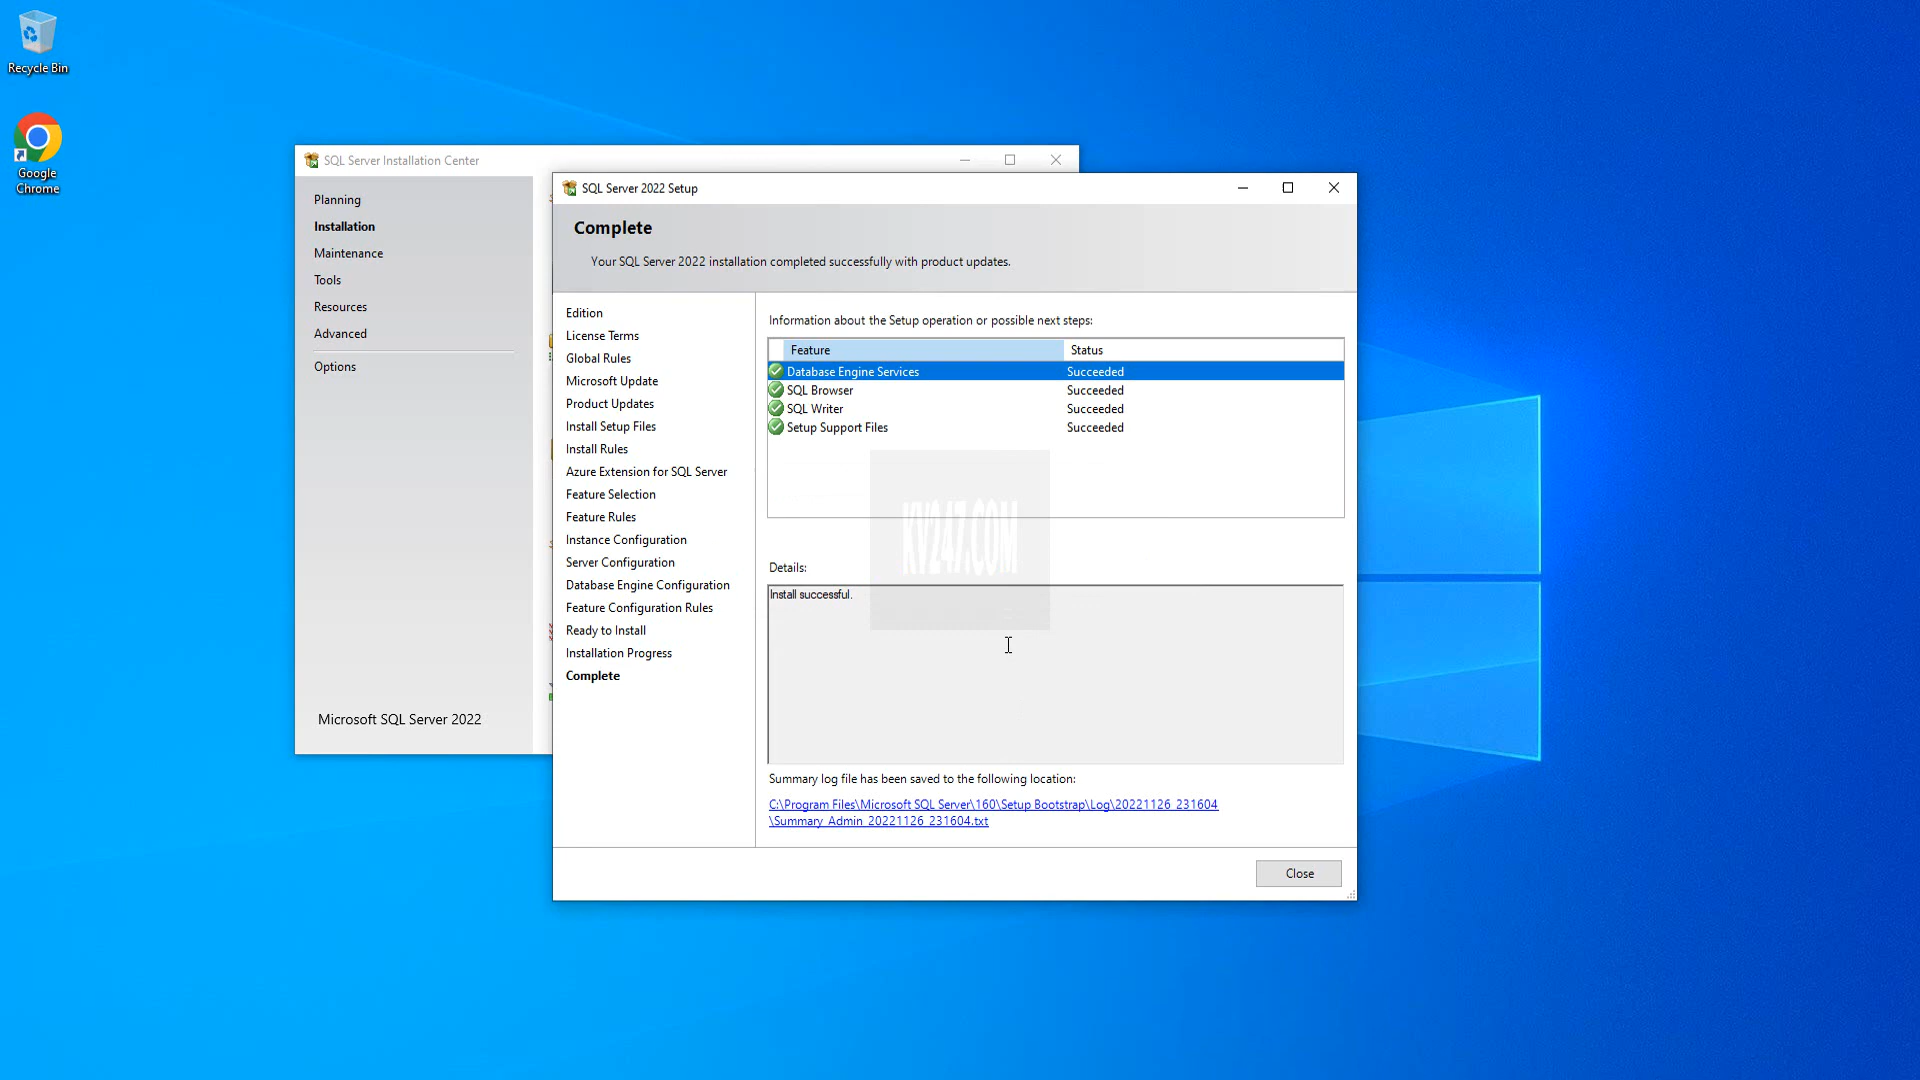 Recycle Bin
Google
Chrome
SQL Server Installation Center
Planning
Installation
Maintenance
Tools
Resources
Advanced
Options
Microsoft SQL Server 2022
SQL Server 2022 Setup
Complete
Your SQL Server 2022 installation completed successfully with product updates.
Edition
License Terms
Global Rules
Microsoft Update
Product Updates
Install Setup Files
Install Rules
Azure Extension for SQL Server
Feature Selection
Feature Rules
Instance Configuration
Server Configuration
Database Engine Configuration
Feature Configuration Rules
Ready to Install
Installation Progress
Complete
Information about the Setup operation or possible next steps:
Feature Status
Database Engine Services Succeeded
SQL Browser Succeeded
SQL Writer Succeeded
Setup Support Files Succeeded
KV247.COM
Details:
Install successful.
Summary log file has been saved to the following location:
C:\Program Files\Microsoft SQL Server\160\Setup Bootstrap\Log\20221126_231604
\Summary_Admin_20221126_231604.txt
Close